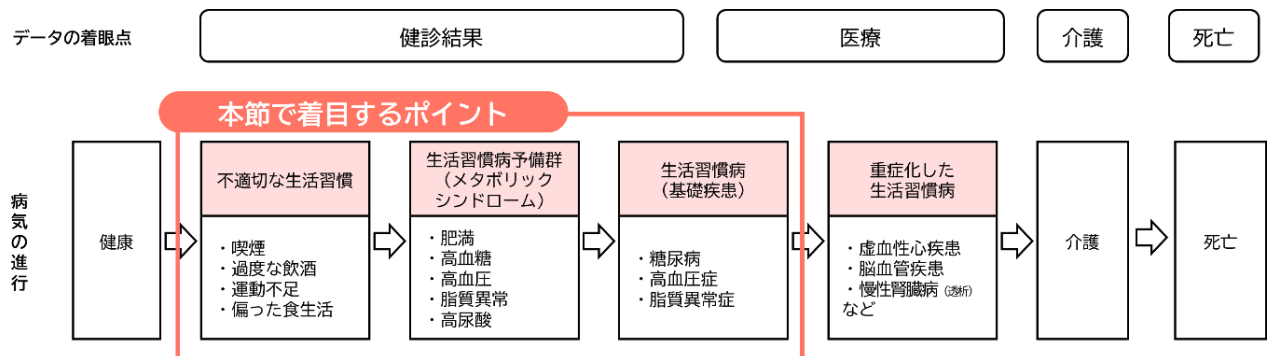 データの着眼点
健診結果
医療
介護
死亡
本節で着目するポイント
病気の進行
健康
不適切な生活習慣
・喫煙
・過度な飲酒
・運動不足
・偏った食生活
生活習慣病予備群
（メタボリック
シンドローム）
・肥満
・高血糖
・高血圧
・脂質異常
・高尿酸
生活習慣病
（基礎疾患）
・糖尿病
・高血圧症
・脂質異常症
重症化した
生活習慣病
・虚血性心疾患
・脳血管疾患
・慢性腎臓病（透析）
など
介護
死亡